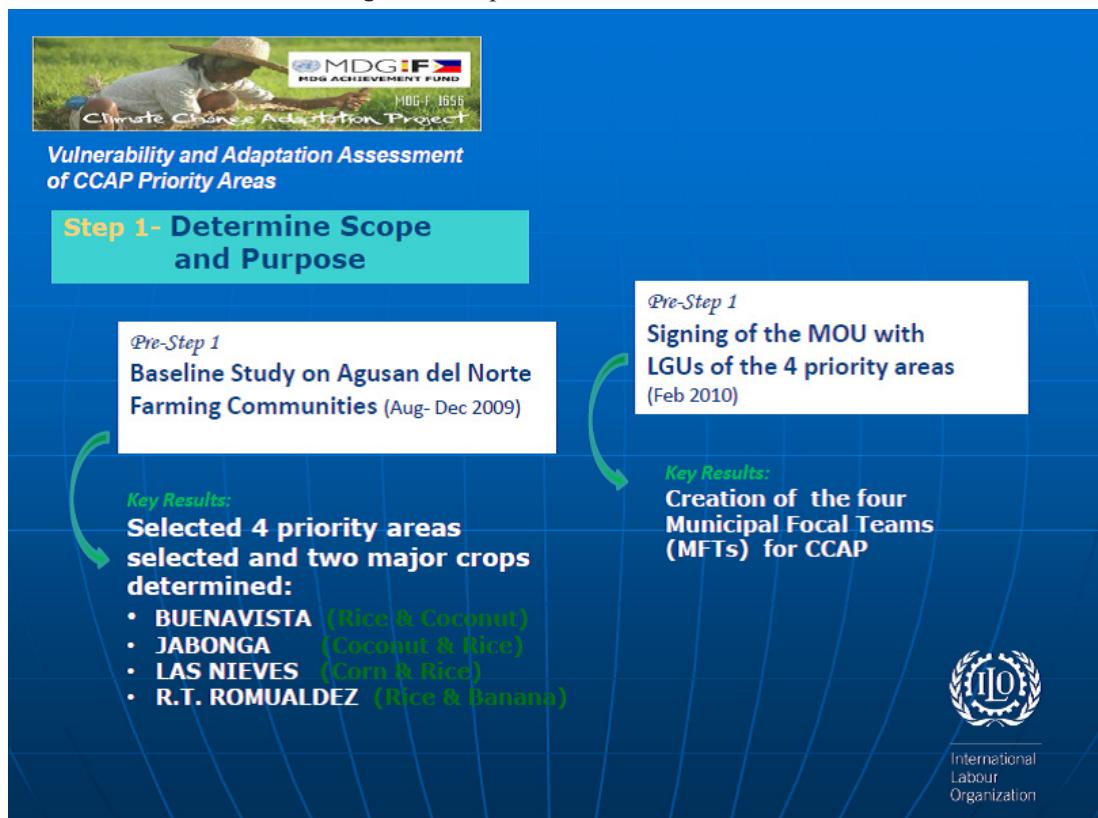 MDG:F
MDG ACHIEVEMENT FUND
MDG-F 1656
Climate Change Adaptation Project
Vulnerability and Adaptation Assessment
of CCAP Priority Areas
Step 1- Determine Scope
and Purpose
Pre-Step 1
Baseline Study on Agusan del Norte
Farming Communities (Aug- Dec 2009)
Key Results:
Selected 4 priority areas
selected and two major crops
determined:
• BUENAVISTA (Rice & Coconut)
• JABONGA (Coconut & Rice)
• LAS NIEVES (Corn & Rice)
• R.T. ROMUALDEZ (Rice & Banana)
Pre-Step 1
Signing of the MOU with
LGUs of the 4 priority areas
(Feb 2010)
Key Results:
Creation of the four
Municipal Focal Teams
(MFTs) for CCAP
ILO
International
Labour
Organization